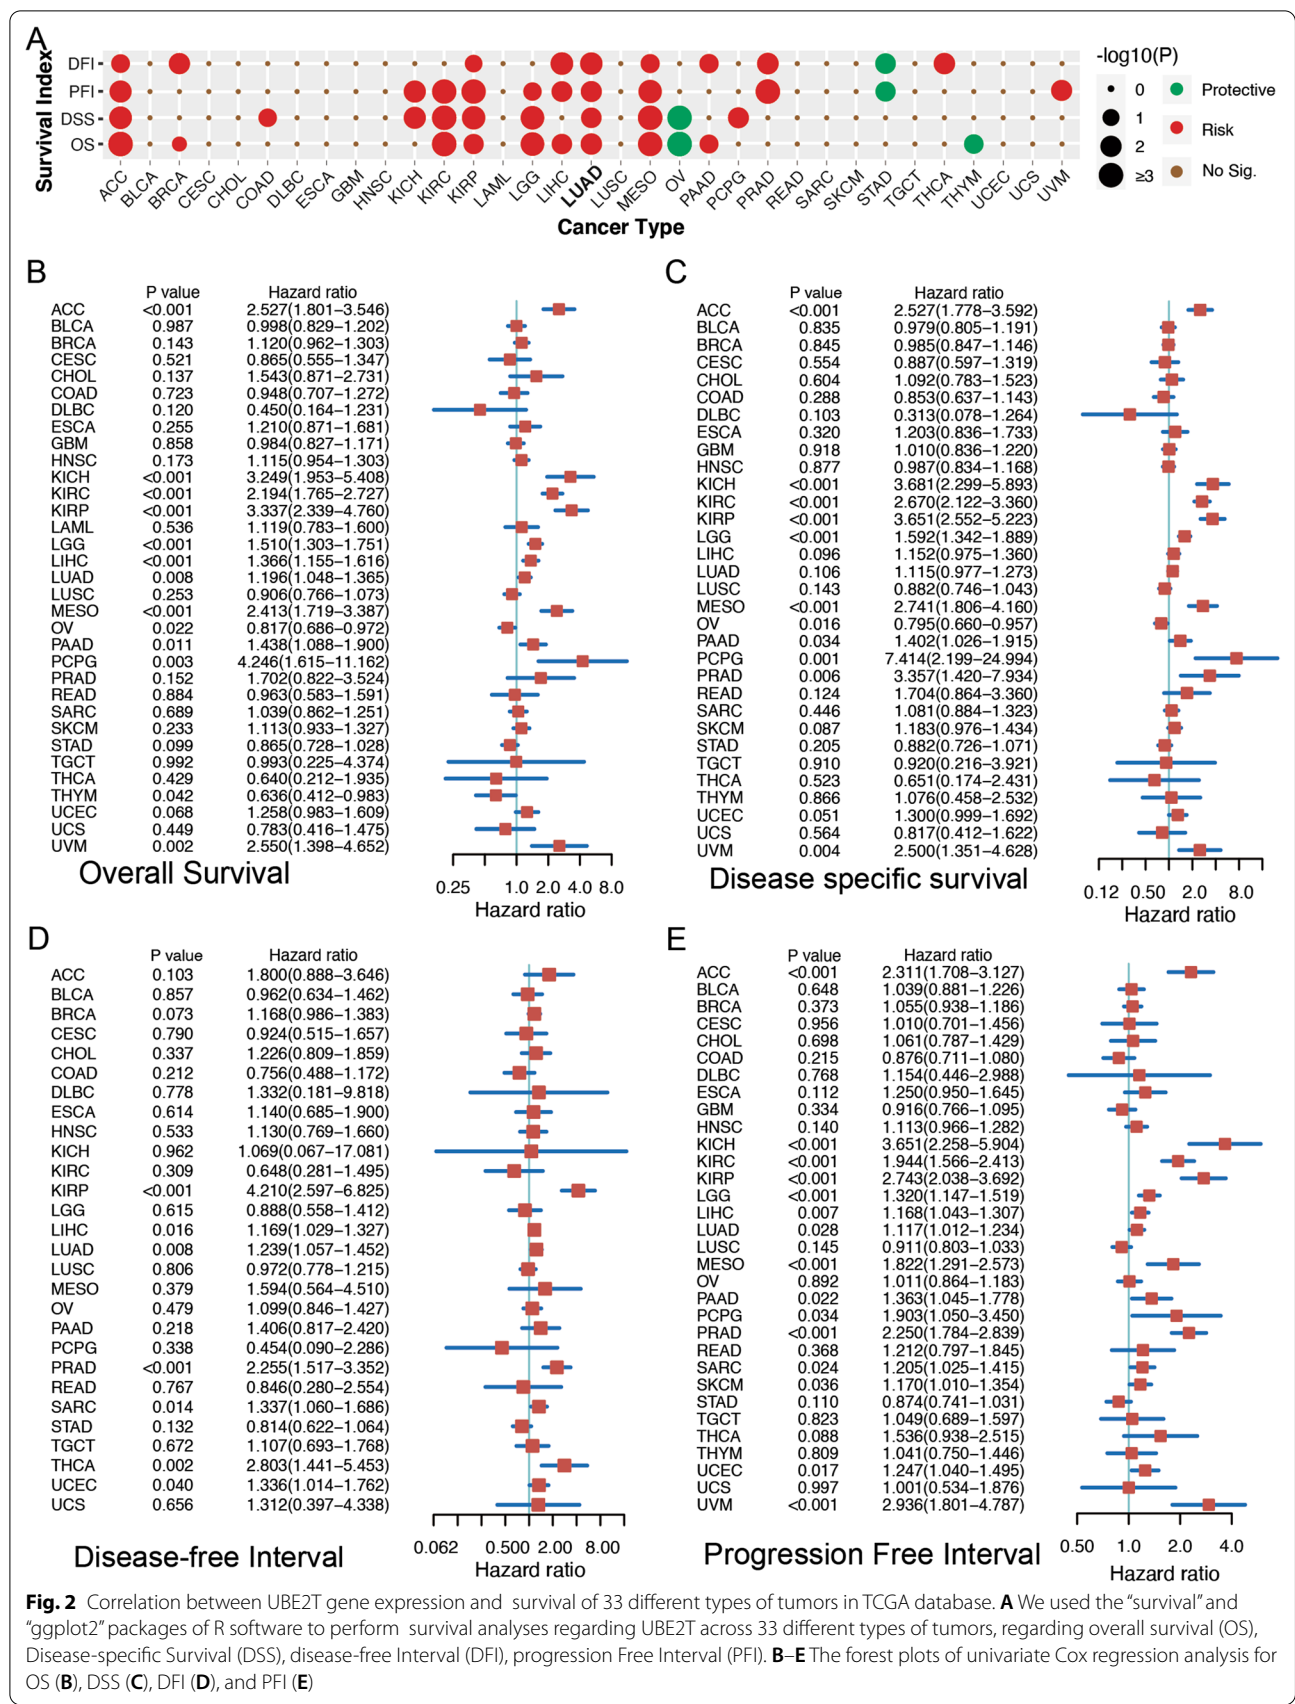 A
Survival Index
DFI
PFI
DSS
OS
ACC BLCA BRCA CESC CHOL COAD DLBC ESCA GBM HNSC KICH KIRC KIRP LAML LGG LIHC LUAD LUSC MESO OV PAAD PCPG PRAD READ SARC SKCM STAD TGCT THCA THYM UCEC UCS UVM
Cancer Type
-log10(P)
0
1
2
≥3
Protective
Risk
No Sig.
B
P value Hazard ratio
ACC <0.001 2.527(1.801–3.546)
BLCA 0.987 0.998(0.829–1.202)
BRCA 0.143 1.120(0.962–1.303)
CESC 0.521 0.865(0.555–1.347)
CHOL 0.137 1.543(0.871–2.731)
COAD 0.723 0.948(0.707–1.272)
DLBC 0.120 0.450(0.164–1.231)
ESCA 0.255 1.210(0.871–1.681)
GBM 0.858 0.984(0.827–1.171)
HNSC 0.173 1.115(0.954–1.303)
KICH <0.001 3.249(1.953–5.408)
KIRC <0.001 2.194(1.765–2.727)
KIRP <0.001 3.337(2.339–4.760)
LAML 0.536 1.119(0.783–1.600)
LGG <0.001 1.510(1.303–1.751)
LIHC <0.001 1.366(1.155–1.616)
LUAD 0.008 1.196(1.048–1.365)
LUSC 0.253 0.906(0.766–1.073)
MESO <0.001 2.413(1.719–3.387)
OV 0.022 0.817(0.686–0.972)
PAAD 0.011 1.438(1.088–1.900)
PCPG 0.003 4.246(1.615–11.162)
PRAD 0.152 1.702(0.822–3.524)
READ 0.884 0.963(0.583–1.591)
SARC 0.689 1.039(0.862–1.251)
SKCM 0.233 1.113(0.933–1.327)
STAD 0.099 0.865(0.728–1.028)
TGCT 0.992 0.993(0.225–4.374)
THCA 0.429 0.640(0.212–1.935)
THYM 0.042 0.636(0.412–0.983)
UCEC 0.068 1.258(0.983–1.609)
UCS 0.449 0.783(0.416–1.475)
UVM 0.002 2.550(1.398–4.652)
Overall Survival
0.25 1.0 2.0 4.0 8.0
Hazard ratio
C
P value Hazard ratio
ACC <0.001 2.527(1.778–3.592)
BLCA 0.835 0.979(0.805–1.191)
BRCA 0.845 0.985(0.847–1.146)
CESC 0.554 0.887(0.597–1.319)
CHOL 0.604 1.092(0.783–1.523)
COAD 0.288 0.853(0.637–1.143)
DLBC 0.103 0.313(0.078–1.264)
ESCA 0.320 1.203(0.836–1.733)
GBM 0.918 1.010(0.836–1.220)
HNSC 0.877 0.987(0.834–1.168)
KICH <0.001 3.681(2.299–5.893)
KIRC <0.001 2.670(2.122–3.360)
KIRP <0.001 3.651(2.552–5.223)
LGG <0.001 1.592(1.342–1.889)
LIHC 0.096 1.152(0.975–1.360)
LUAD 0.106 1.115(0.977–1.273)
LUSC 0.143 0.882(0.746–1.043)
MESO <0.001 2.741(1.806–4.160)
OV 0.016 0.795(0.660–0.957)
PAAD 0.034 1.402(1.026–1.915)
PCPG 0.001 7.414(2.199–24.994)
PRAD 0.006 3.357(1.420–7.934)
READ 0.124 1.704(0.864–3.360)
SARC 0.446 1.081(0.884–1.323)
SKCM 0.087 1.183(0.976–1.434)
STAD 0.205 0.882(0.726–1.071)
TGCT 0.910 0.920(0.216–3.921)
THCA 0.523 0.651(0.174–2.431)
THYM 0.866 1.076(0.458–2.532)
UCEC 0.051 1.300(0.999–1.692)
UCS 0.564 0.817(0.412–1.622)
UVM 0.004 2.500(1.351–4.628)
Disease specific survival
0.12 0.50 2.0 8.0
Hazard ratio
D
P value Hazard ratio
ACC 0.103 1.800(0.888–3.646)
BLCA 0.857 0.962(0.634–1.462)
BRCA 0.073 1.168(0.986–1.383)
CESC 0.790 0.924(0.515–1.657)
CHOL 0.337 1.226(0.809–1.859)
COAD 0.212 0.756(0.488–1.172)
DLBC 0.778 1.332(0.181–9.818)
ESCA 0.614 1.140(0.685–1.900)
HNSC 0.533 1.130(0.769–1.660)
KICH 0.962 1.069(0.067–17.081)
KIRC 0.309 0.648(0.281–1.495)
KIRP <0.001 4.210(2.597–6.825)
LGG 0.615 0.888(0.558–1.412)
LIHC 0.016 1.169(1.029–1.327)
LUAD 0.008 1.239(1.057–1.452)
LUSC 0.806 0.972(0.778–1.215)
MESO 0.379 1.594(0.564–4.510)
OV 0.479 1.099(0.846–1.427)
PAAD 0.218 1.406(0.817–2.420)
PCPG 0.338 0.454(0.090–2.286)
PRAD <0.001 2.255(1.517–3.352)
READ 0.767 0.846(0.280–2.554)
SARC 0.014 1.337(1.060–1.686)
STAD 0.132 0.814(0.622–1.064)
TGCT 0.672 1.107(0.693–1.768)
THCA 0.002 2.803(1.441–5.453)
UCEC 0.040 1.336(1.014–1.762)
UCS 0.656 1.312(0.397–4.338)
Disease-free Interval
0.062 0.500 2.00 8.00
Hazard ratio
E
P value Hazard ratio
ACC <0.001 2.311(1.708–3.127)
BLCA 0.648 1.039(0.881–1.226)
BRCA 0.373 1.055(0.938–1.186)
CESC 0.956 1.010(0.701–1.456)
CHOL 0.698 1.061(0.787–1.429)
COAD 0.215 0.876(0.711–1.080)
DLBC 0.768 1.154(0.446–2.988)
ESCA 0.112 1.250(0.950–1.645)
GBM 0.334 0.916(0.766–1.095)
HNSC 0.140 1.113(0.966–1.282)
KICH <0.001 3.651(2.258–5.904)
KIRC <0.001 1.944(1.566–2.413)
KIRP <0.001 2.743(2.038–3.692)
LGG <0.001 1.320(1.147–1.519)
LIHC 0.007 1.168(1.043–1.307)
LUAD 0.028 1.117(1.012–1.234)
LUSC 0.145 0.911(0.803–1.033)
MESO <0.001 1.822(1.291–2.573)
OV 0.892 1.011(0.864–1.183)
PAAD 0.022 1.363(1.045–1.778)
PCPG 0.034 1.903(1.050–3.450)
PRAD <0.001 2.250(1.784–2.839)
READ 0.368 1.212(0.797–1.845)
SARC 0.024 1.205(1.025–1.415)
SKCM 0.036 1.170(1.010–1.354)
STAD 0.110 0.874(0.741–1.031)
TGCT 0.823 1.049(0.689–1.597)
THCA 0.088 1.536(0.938–2.515)
THYM 0.809 1.041(0.750–1.446)
UCEC 0.017 1.247(1.040–1.495)
UCS 0.997 1.001(0.534–1.876)
UVM <0.001 2.936(1.801–4.787)
Progression Free Interval
0.50 1.0 2.0 4.0
Hazard ratio
Fig. 2 Correlation between UBE2T gene expression and survival of 33 different types of tumors in TCGA database. A We used the “survival” and
“ggplot2” packages of R software to perform survival analyses regarding UBE2T across 33 different types of tumors, regarding overall survival (OS),
Disease-specific Survival (DSS), disease-free Interval (DFI), progression Free Interval (PFI). B–E The forest plots of univariate Cox regression analysis for
OS (B), DSS (C), DFI (D), and PFI (E)